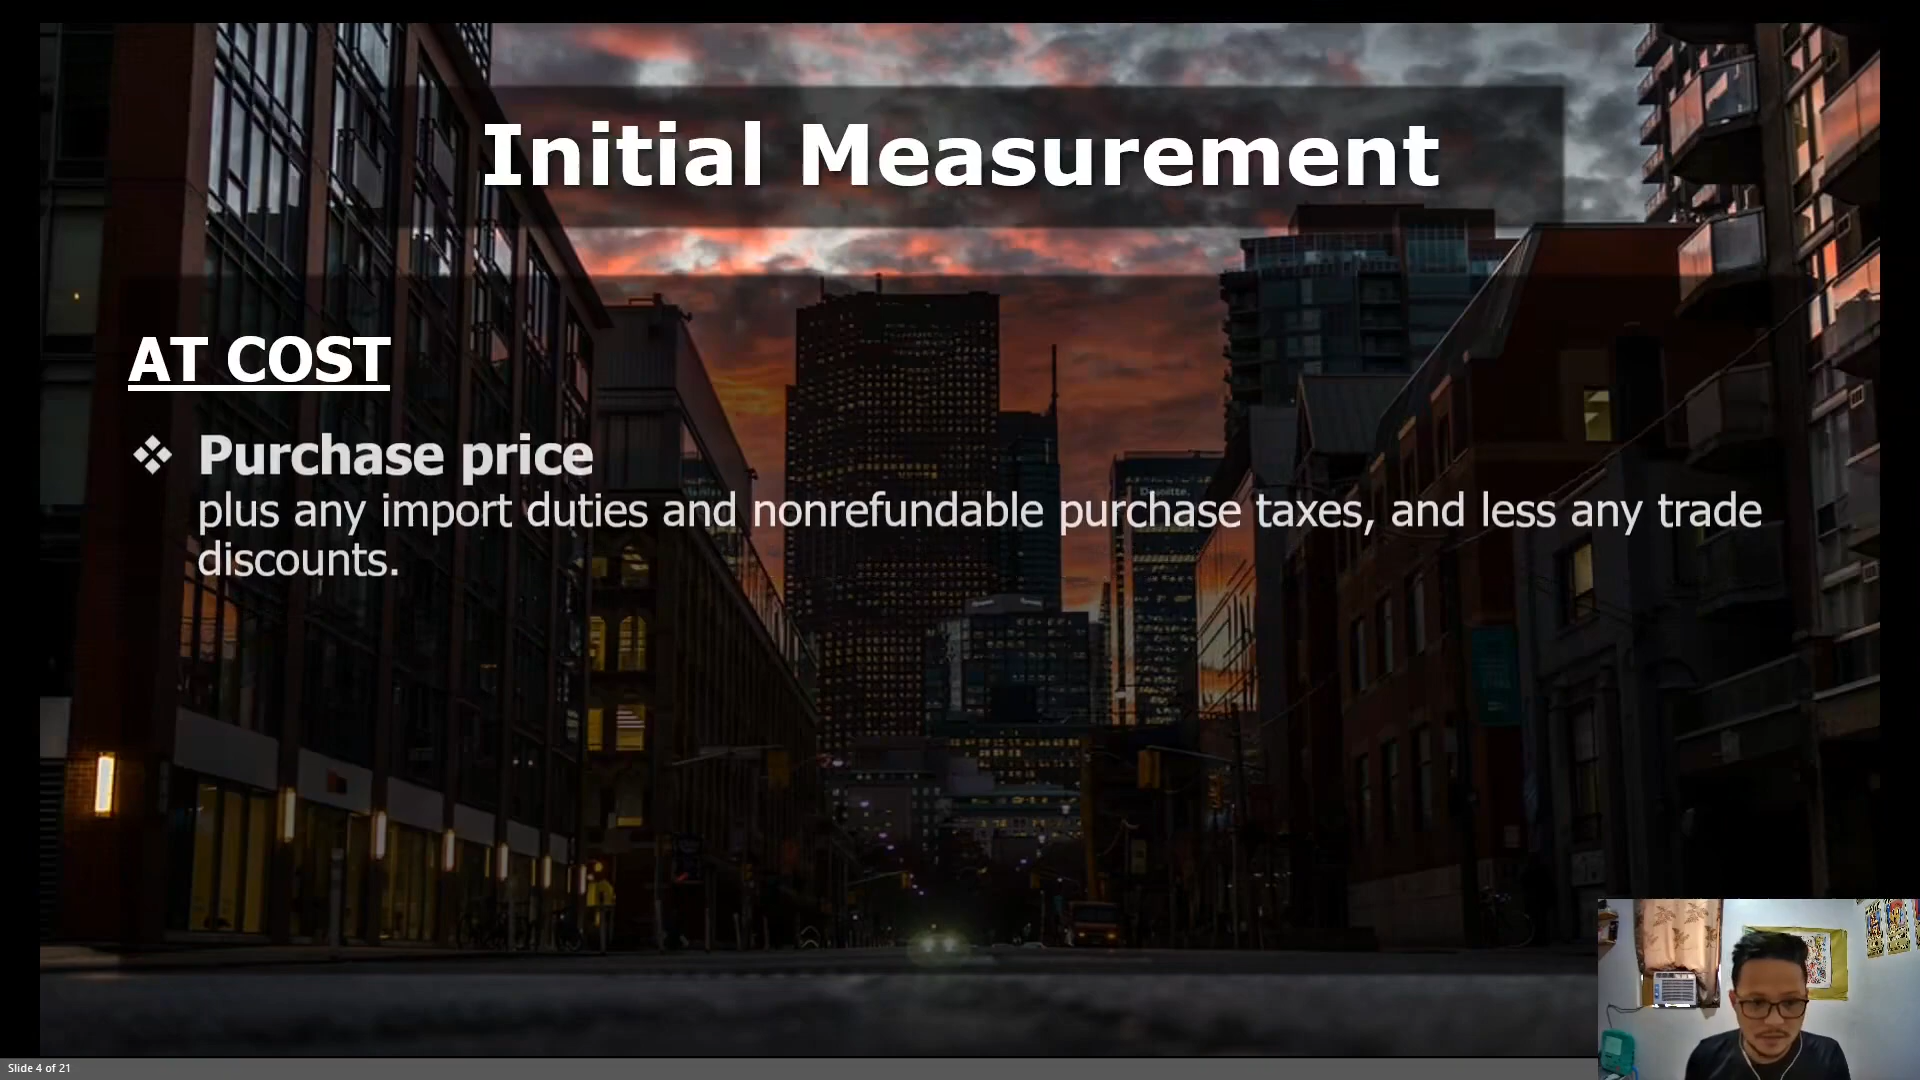 Initial Measurement
AT COST
❖ Purchase price
plus any import duties and nonrefundable purchase taxes, and less any trade
discounts.
Deloitte.
Slide 4 of 21